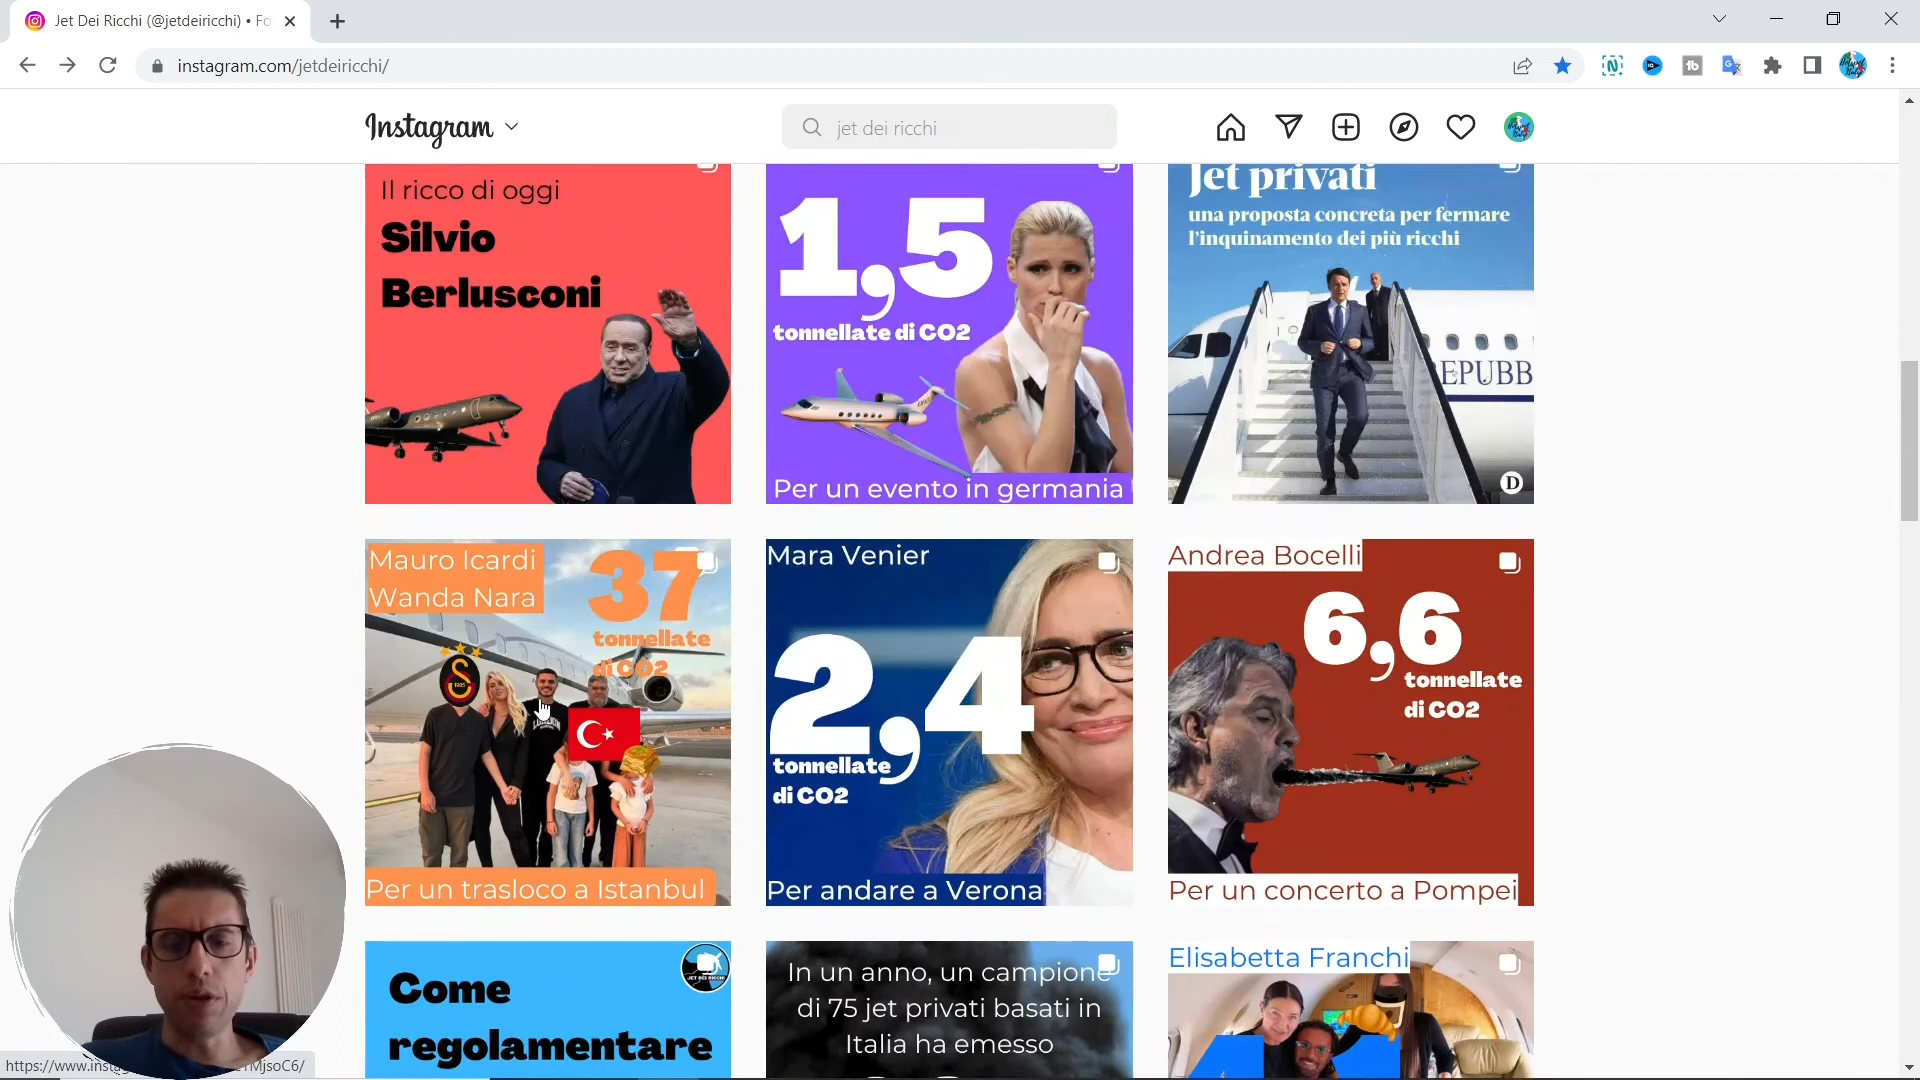 Jet Dei Ricchi (@jetdeiricchi) • Fo
instagram.com/jetdeiricchi/
Instagram
jet dei ricchi
Il ricco di oggi
Silvio
Berlusconi
1,5
tonnellate di CO2
Per un evento in germania
Jet privati
una proposta concreta per fermare
l'inquinamento dei più ricchi
EPUBB
D
Mauro Icardi
Wanda Nara
37
tonnellate
di CO2
1905
Per un trasloco a Istanbul
Mara Venier
2,4
tonnellate
di CO2
Per andare a Verona
Andrea Bocelli
6,6
tonnellate
di CO2
Per un concerto a Pompei
Come
regolamentare
JET DEI RICCHI
In un anno, un campione
di 75 jet privati basati in
Italia ha emesso
Elisabetta Franchi
https://www.inst
MjsoC6/